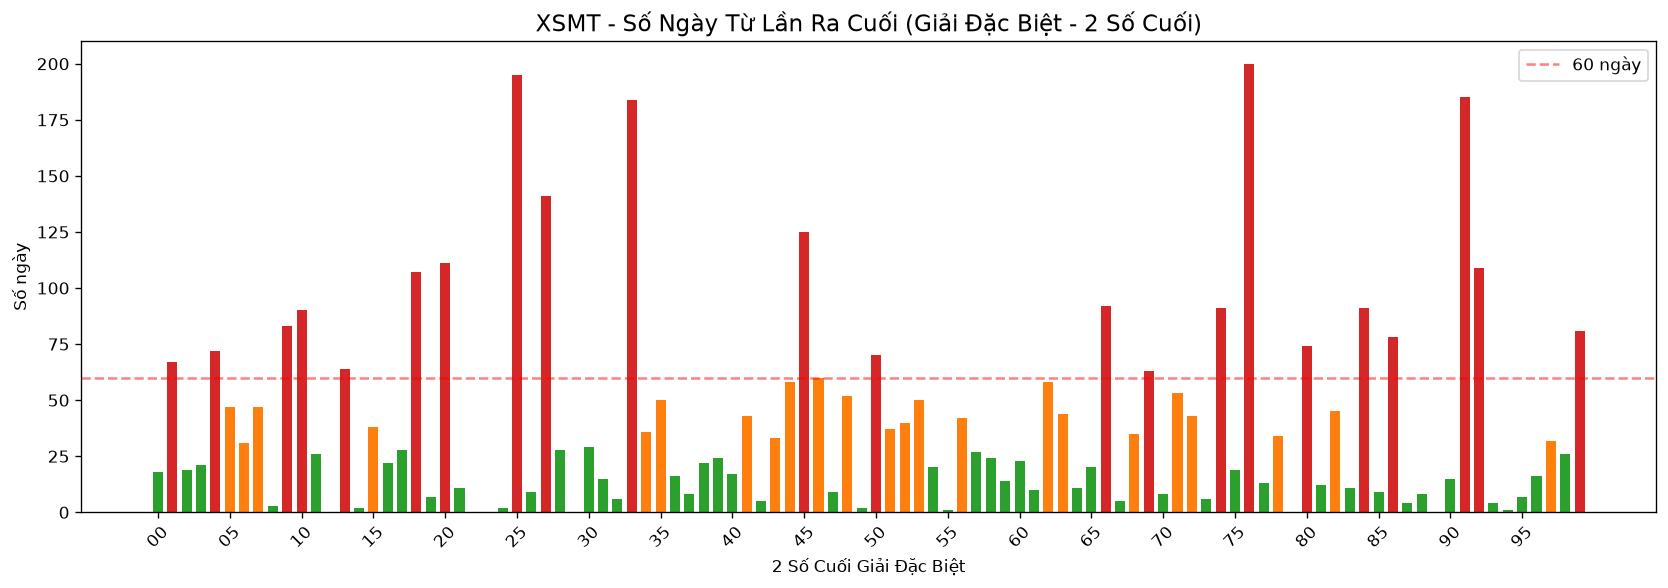 XSMT - Số Ngày Từ Lần Ra Cuối (Giải Đặc Biệt - 2 Số Cuối)
60 ngày
Số ngày
200
175
150
125
100
75
50
25
0
00 05 10 15 20 25 30 35 40 45 50 55 60 65 70 75 80 85 90 95
2 Số Cuối Giải Đặc Biệt